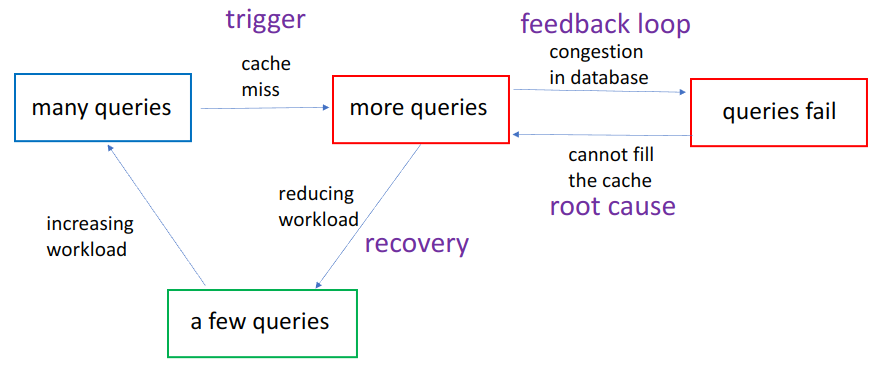 trigger
feedback loop
cache
miss
congestion
in database
many queries
more queries
queries fail
cannot fill
the cache
root cause
reducing
workload
increasing
workload
recovery
a few queries